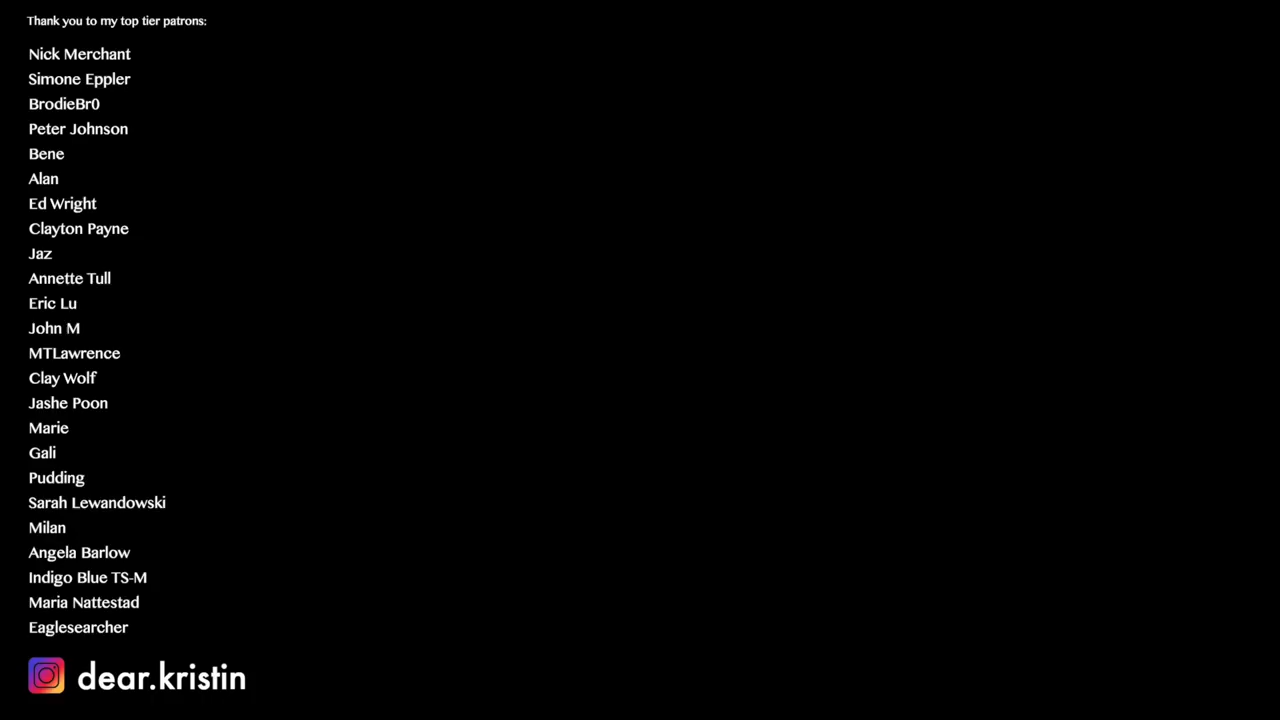 Thank you to my top tier patrons:
Nick Merchant
Simone Eppler
BrodieBr0
Peter Johnson
Bene
Alan
Ed Wright
Clayton Payne
Jaz
Annette Tull
Eric Lu
John M
MTLawrence
Clay Wolf
Jashe Poon
Marie
Gali
Pudding
Sarah Lewandowski
Milan
Angela Barlow
Indigo Blue TS-M
Maria Nattestad
Eaglesearcher
dear.kristin